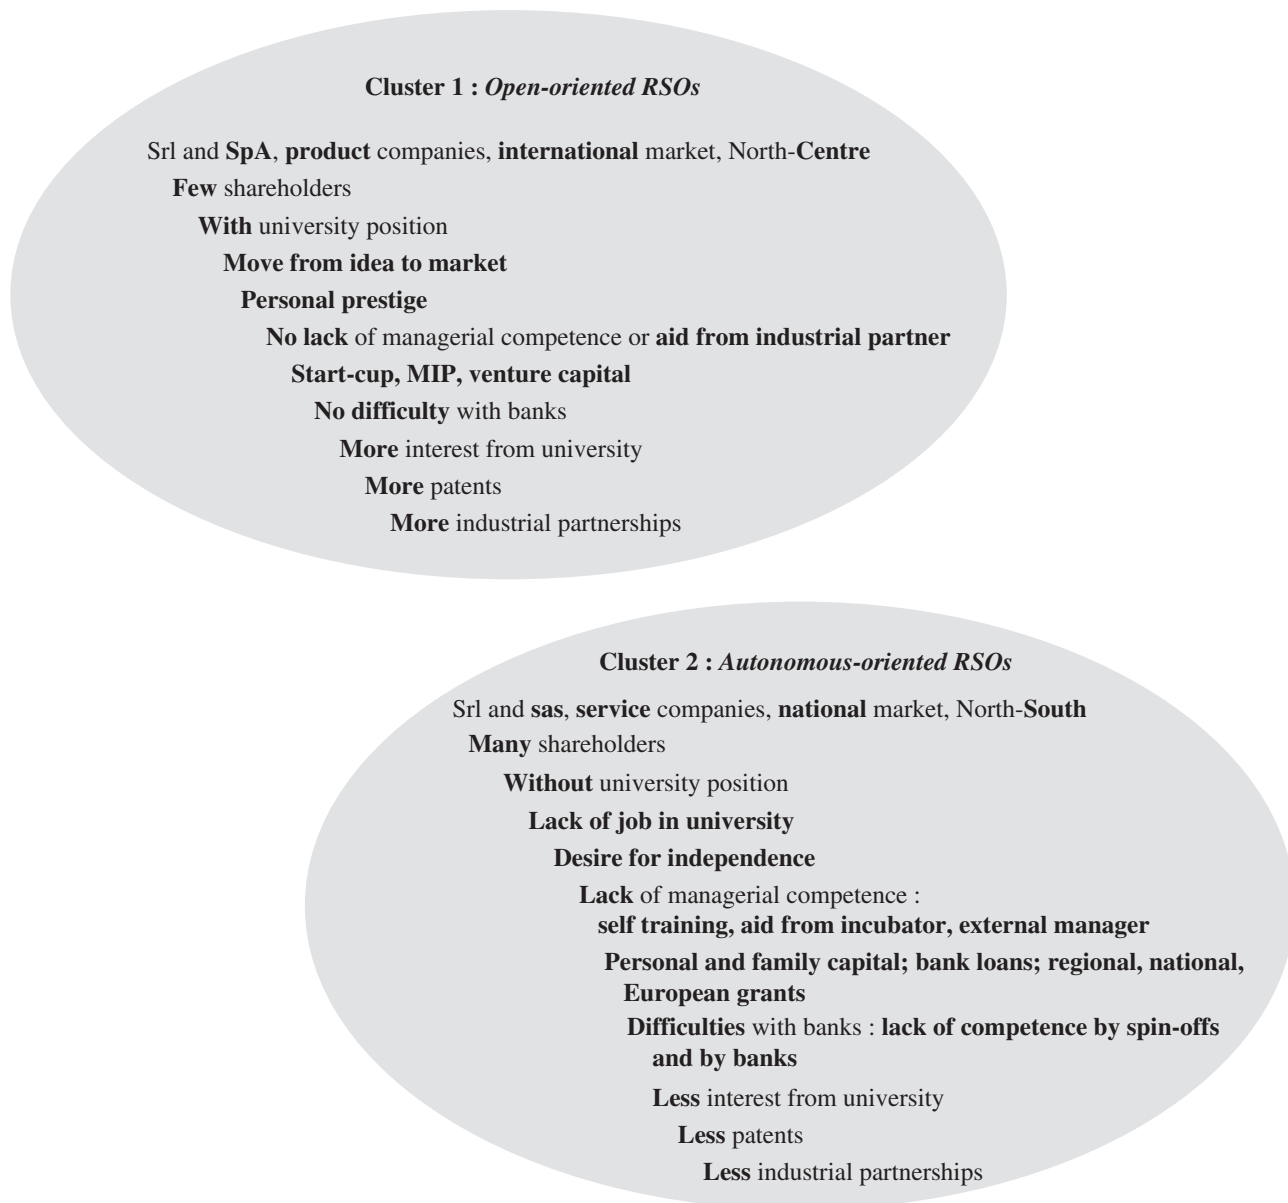 Cluster 1 : Open-oriented RSOs
Srl and SpA, product companies, international market, North-Centre
Few shareholders
With university position
Move from idea to market
Personal prestige
No lack of managerial competence or aid from industrial partner
Start-cup, MIP, venture capital
No difficulty with banks
More interest from university
More patents
More industrial partnerships
Cluster 2 : Autonomous-oriented RSOs
Srl and sas, service companies, national market, North-South
Many shareholders
Without university position
Lack of job in university
Desire for independence
Lack of managerial competence :
self training, aid from incubator, external manager
Personal and family capital; bank loans; regional, national,
European grants
Difficulties with banks : lack of competence by spin-offs
and by banks
Less interest from university
Less patents
Less industrial partnerships